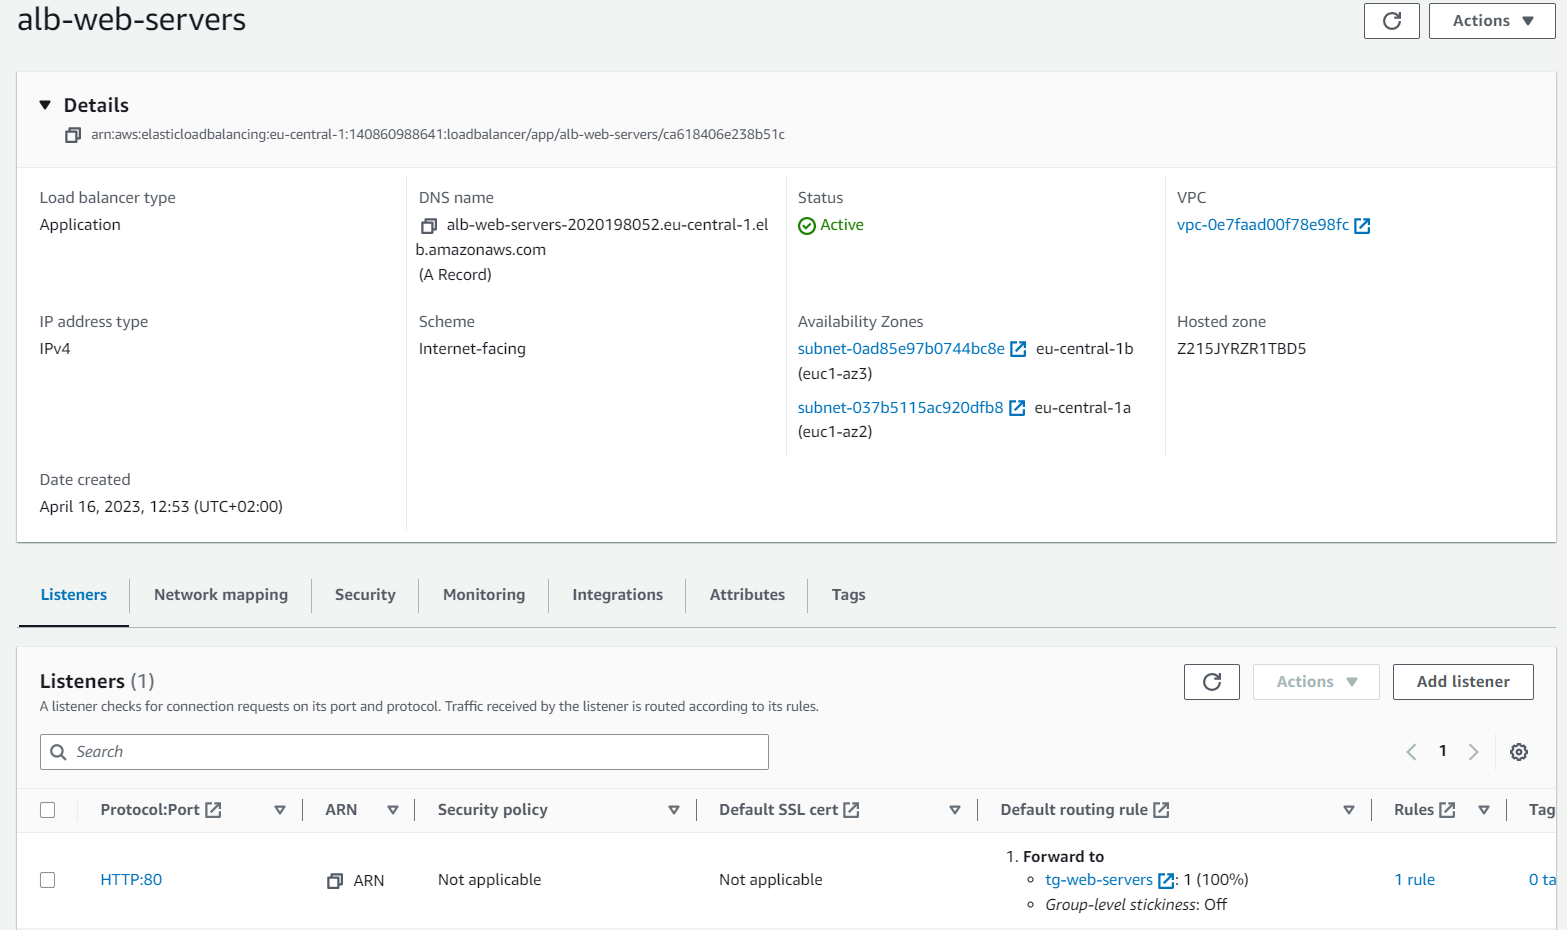 alb-web-servers
Actions
Details
arn:aws:elasticloadbalancing:eu-central-1:140860988641:loadbalancer/app/alb-web-servers/ca618406e238b51c
Load balancer type
Application
DNS name
alb-web-servers-2020198052.eu-central-1.el
b.amazonaws.com
(A Record)
Status
Active
VPC
vpc-0e7faad00f78e98fc
IP address type
IPv4
Scheme
Internet-facing
Availability Zones
subnet-0ad85e97b0744bc8e eu-central-1b
(euc1-az3)
subnet-037b5115ac920dfb8 eu-central-1a
(euc1-az2)
Hosted zone
Z215JYRZR1TBD5
Date created
April 16, 2023, 12:53 (UTC+02:00)
Listeners Network mapping Security Monitoring Integrations Attributes Tags
Listeners (1)
Actions Add listener
A listener checks for connection requests on its port and protocol. Traffic received by the listener is routed according to its rules.
Search
1
Protocol:Port ARN Security policy Default SSL cert Default routing rule Rules Tag
HTTP:80 ARN Not applicable Not applicable
1. Forward to
tg-web-servers : 1 (100%)
Group-level stickiness: Off
1 rule 0 ta